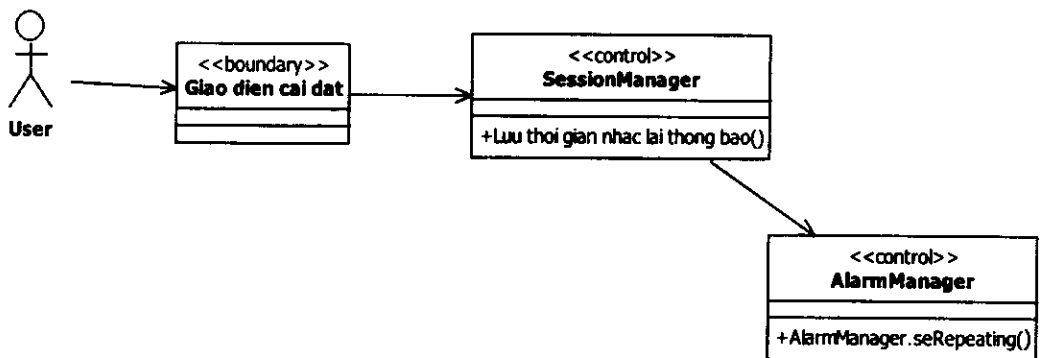 User
<<boundary>>
Giao dien cai dat
<<control>>
SessionManager
+Luu thoi gian nhac lai thong bao()
<<control>>
AlarmManager
+AlarmManager.seRepeating()